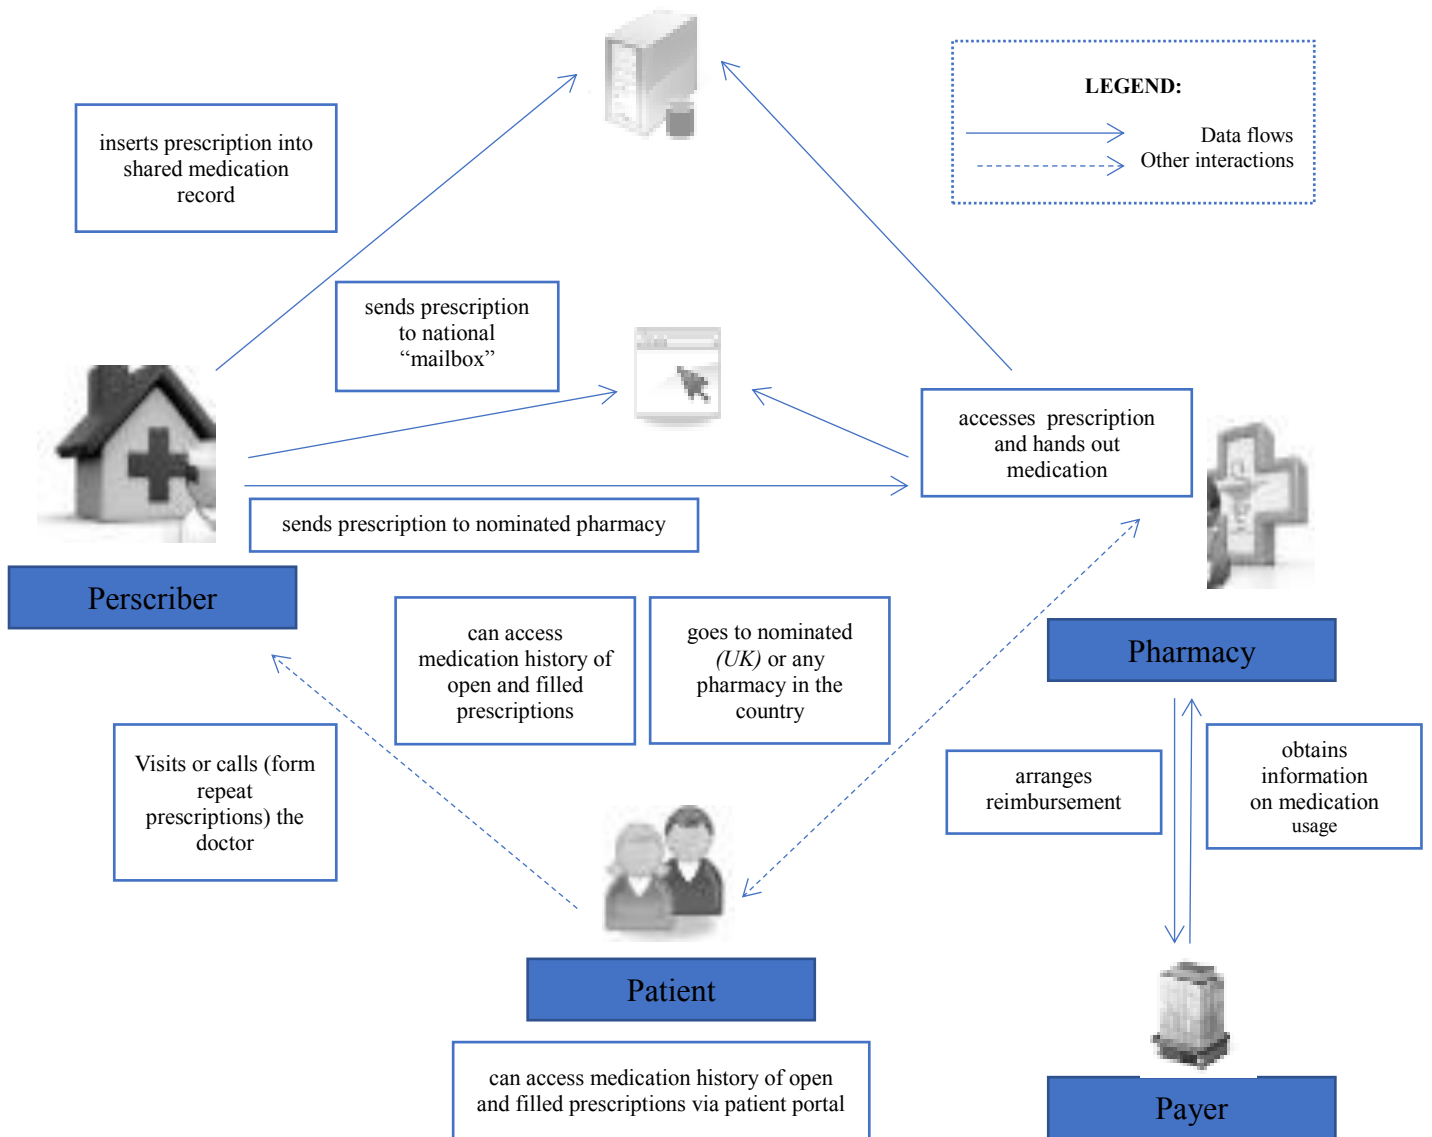 LEGEND:
Data flows
Other interactions
inserts prescription into
shared medication
record
sends prescription
to national
“mailbox”
accesses prescription
and hands out
medication
sends prescription to nominated pharmacy
Perscriber
can access
medication history of
open and filled
prescriptions
goes to nominated
(UK) or any
pharmacy in the
country
Pharmacy
Visits or calls (form
repeat
prescriptions) the
doctor
arranges
reimbursement
obtains
information
on medication
usage
Patient
can access medication history of open
and filled prescriptions via patient portal
Payer